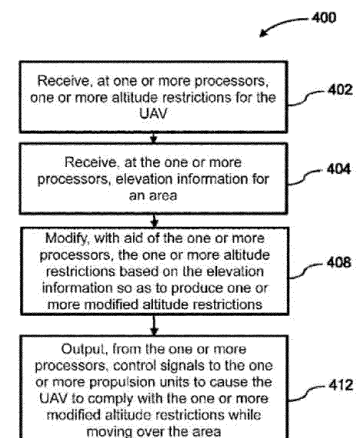 400
Receive, at one or more processors,
one or more altitude restrictions for the
UAV
402
Receive, at the one or more
processors, elevation information for
an area
404
Modify, with aid of the one or more
processors, the one or more altitude
restrictions based on the elevation
information so as to produce one or
more modified altitude restrictions
408
Output, from the one or more
processors, control signals to the one
or more propulsion units to cause the
UAV to comply with the one or more
modified altitude restrictions while
moving over the area
412